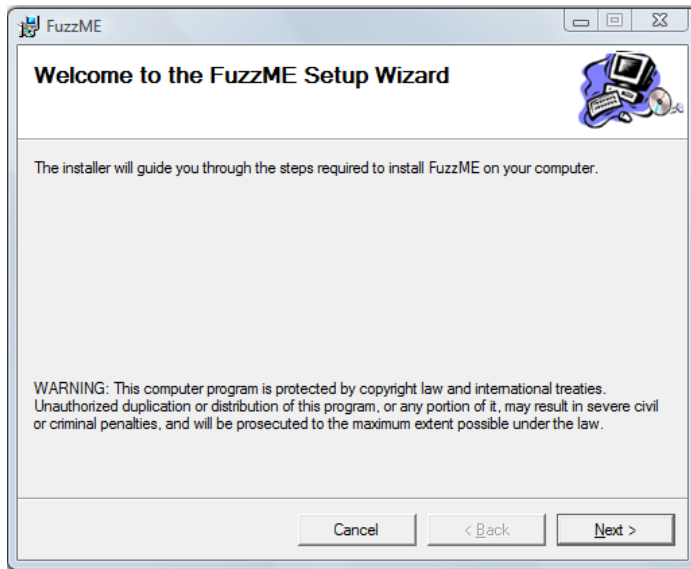 FuzzME
Welcome to the FuzzME Setup Wizard
The installer will guide you through the steps required to install FuzzME on your computer.
WARNING: This computer program is protected by copyright law and international treaties.
Unauthorized duplication or distribution of this program, or any portion of it, may result in severe civil
or criminal penalties, and will be prosecuted to the maximum extent possible under the law.
Cancel
< Back
Next >